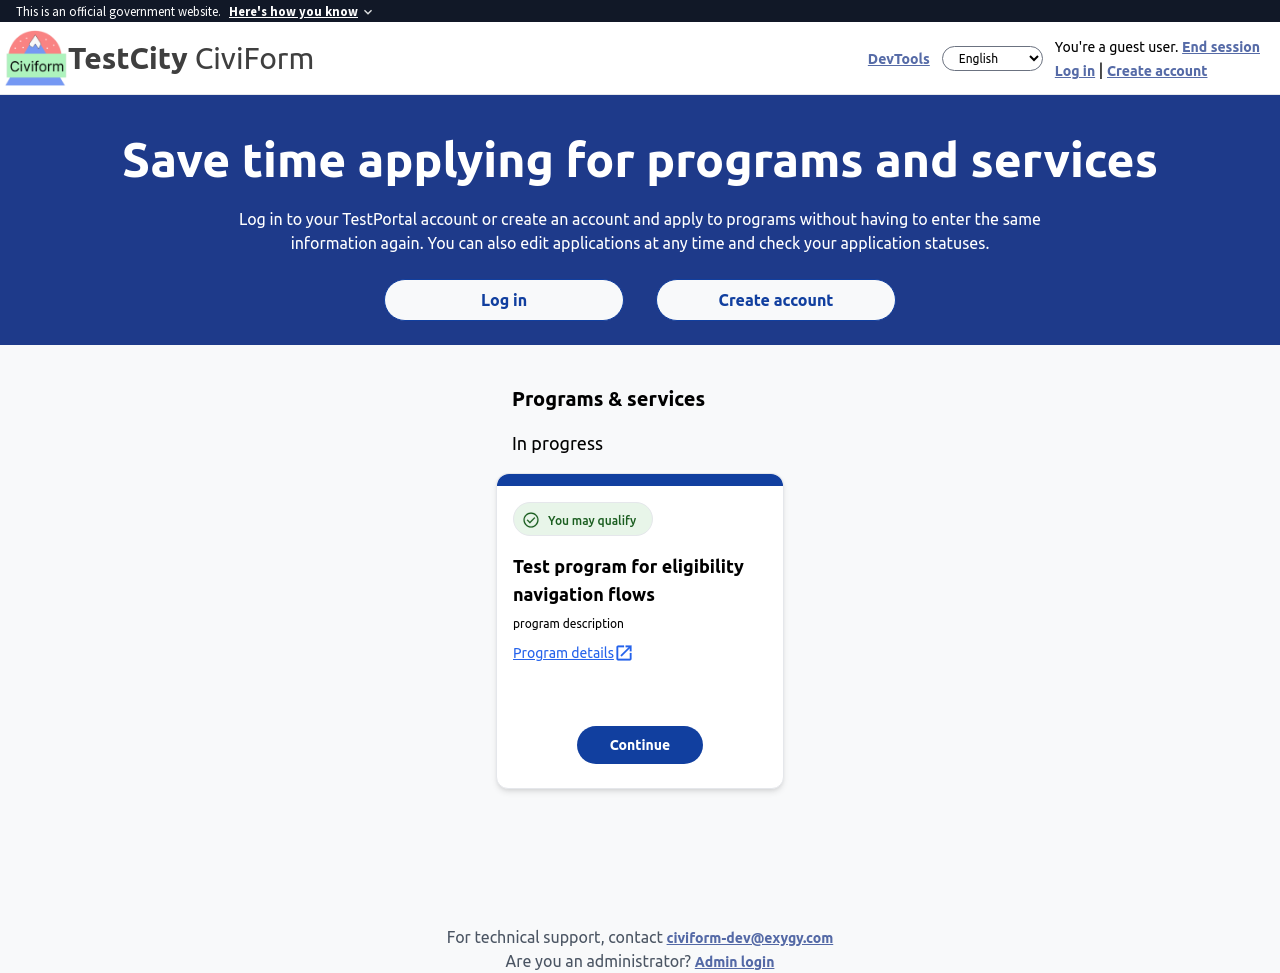 This is an official government website. Here's how you know
Civiform
TestCity CiviForm
DevTools
English
You're a guest user. End session
Log in | Create account
Save time applying for programs and services
Log in to your TestPortal account or create an account and apply to programs without having to enter the same
information again. You can also edit applications at any time and check your application statuses.
Log in
Create account
Programs & services
In progress
You may qualify
Test program for eligibility
navigation flows
program description
Program details
Continue
For technical support, contact civiform-dev@exygy.com
Are you an administrator? Admin login